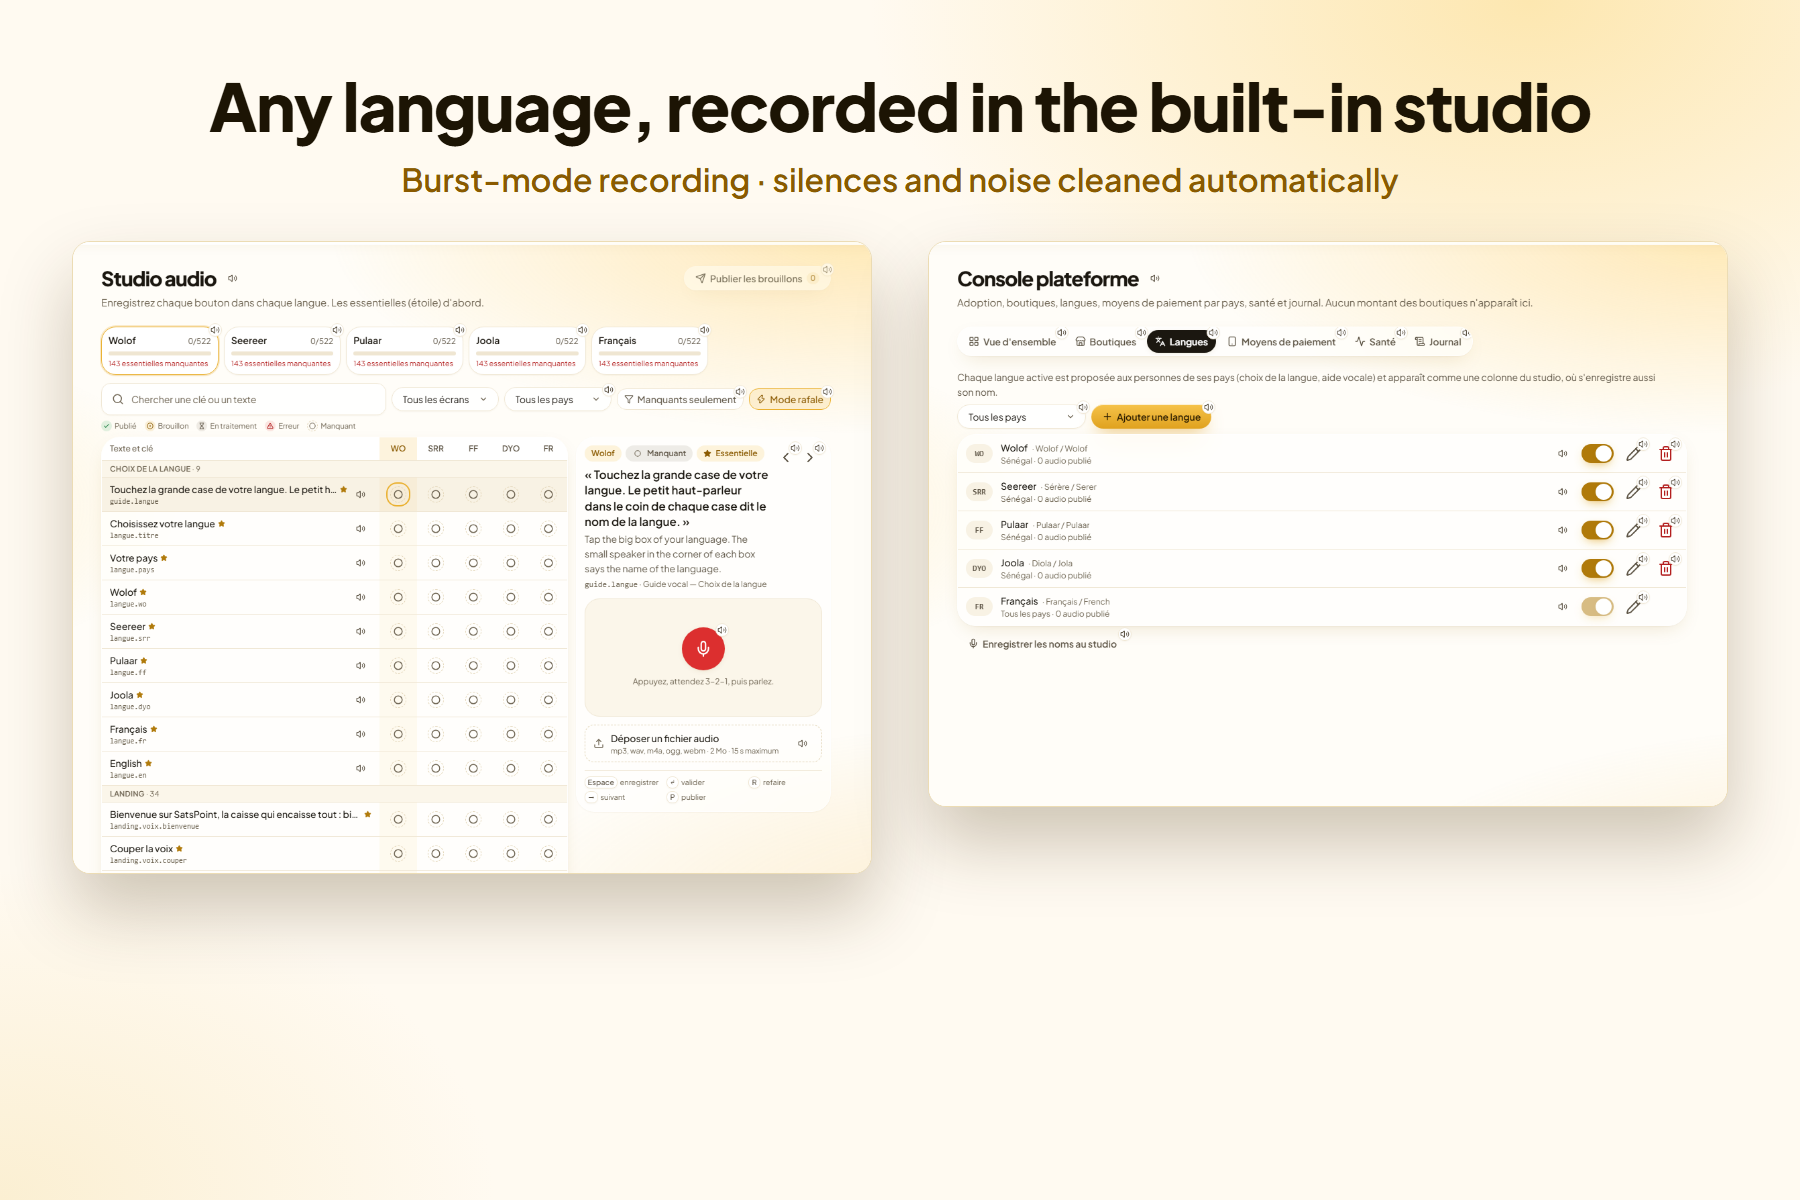 Any language, recorded in the built-in studio
Burst-mode recording · silences and noise cleaned automatically
Studio audio
Publier les brouillons 0
Enregistrez chaque bouton dans chaque langue. Les essentielles (étoile) d'abord.
Wolof 0/522
143 essentielles manquantes
Seereer 0/522
143 essentielles manquantes
Pulaar 0/522
143 essentielles manquantes
Joola 0/522
143 essentielles manquantes
Français 0/522
143 essentielles manquantes
Chercher une clé ou un texte
Tous les écrans
Tous les pays
Manquants seulement
Mode rafale
Publié Brouillon En traitement Erreur Manquant
Texte et clé WO SRR FF DYO FR
CHOIX DE LA LANGUE · 9
Touchez la grande case de votre langue. Le petit h...
guide.langue
Choisissez votre langue
langue.titre
Votre pays
langue.pays
Wolof
langue.wo
Seereer
langue.srr
Pulaar
langue.ff
Joola
langue.dyo
Français
langue.fr
English
langue.en
LANDING · 34
Bienvenue sur SatsPoint, la caisse qui encaisse tout : bi...
landing.voix.bienvenue
Couper la voix
landing.voix.couper
Wolof Manquant Essentielle
« Touchez la grande case de votre
langue. Le petit haut-parleur
dans le coin de chaque case dit le
nom de la langue. »
Tap the big box of your language. The
small speaker in the corner of each box
says the name of the language.
guide.langue · Guide vocal — Choix de la langue
Appuyez, attendez 3-2-1, puis parlez.
Déposer un fichier audio
mp3, wav, m4a, ogg, webm · 2 Mo · 15 s maximum
Espace enregistrer ↵ valider R refaire
→ suivant P publier
Console plateforme
Adoption, boutiques, langues, moyens de paiement par pays, santé et journal. Aucun montant des boutiques n'apparaît ici.
Vue d'ensemble Boutiques Langues Moyens de paiement Santé Journal
Chaque langue active est proposée aux personnes de ses pays (choix de la langue, aide vocale) et apparaît comme une colonne du studio, où s'enregistre aussi
son nom.
Tous les pays
+ Ajouter une langue
WO Wolof · Wolof / Wolof
Sénégal · 0 audio publié
SRR Seereer · Sérère / Serer
Sénégal · 0 audio publié
FF Pulaar · Pulaar / Pulaar
Sénégal · 0 audio publié
DYO Joola · Diola / Jola
Sénégal · 0 audio publié
FR Français · Français / French
Tous les pays · 0 audio publié
Enregistrer les noms au studio